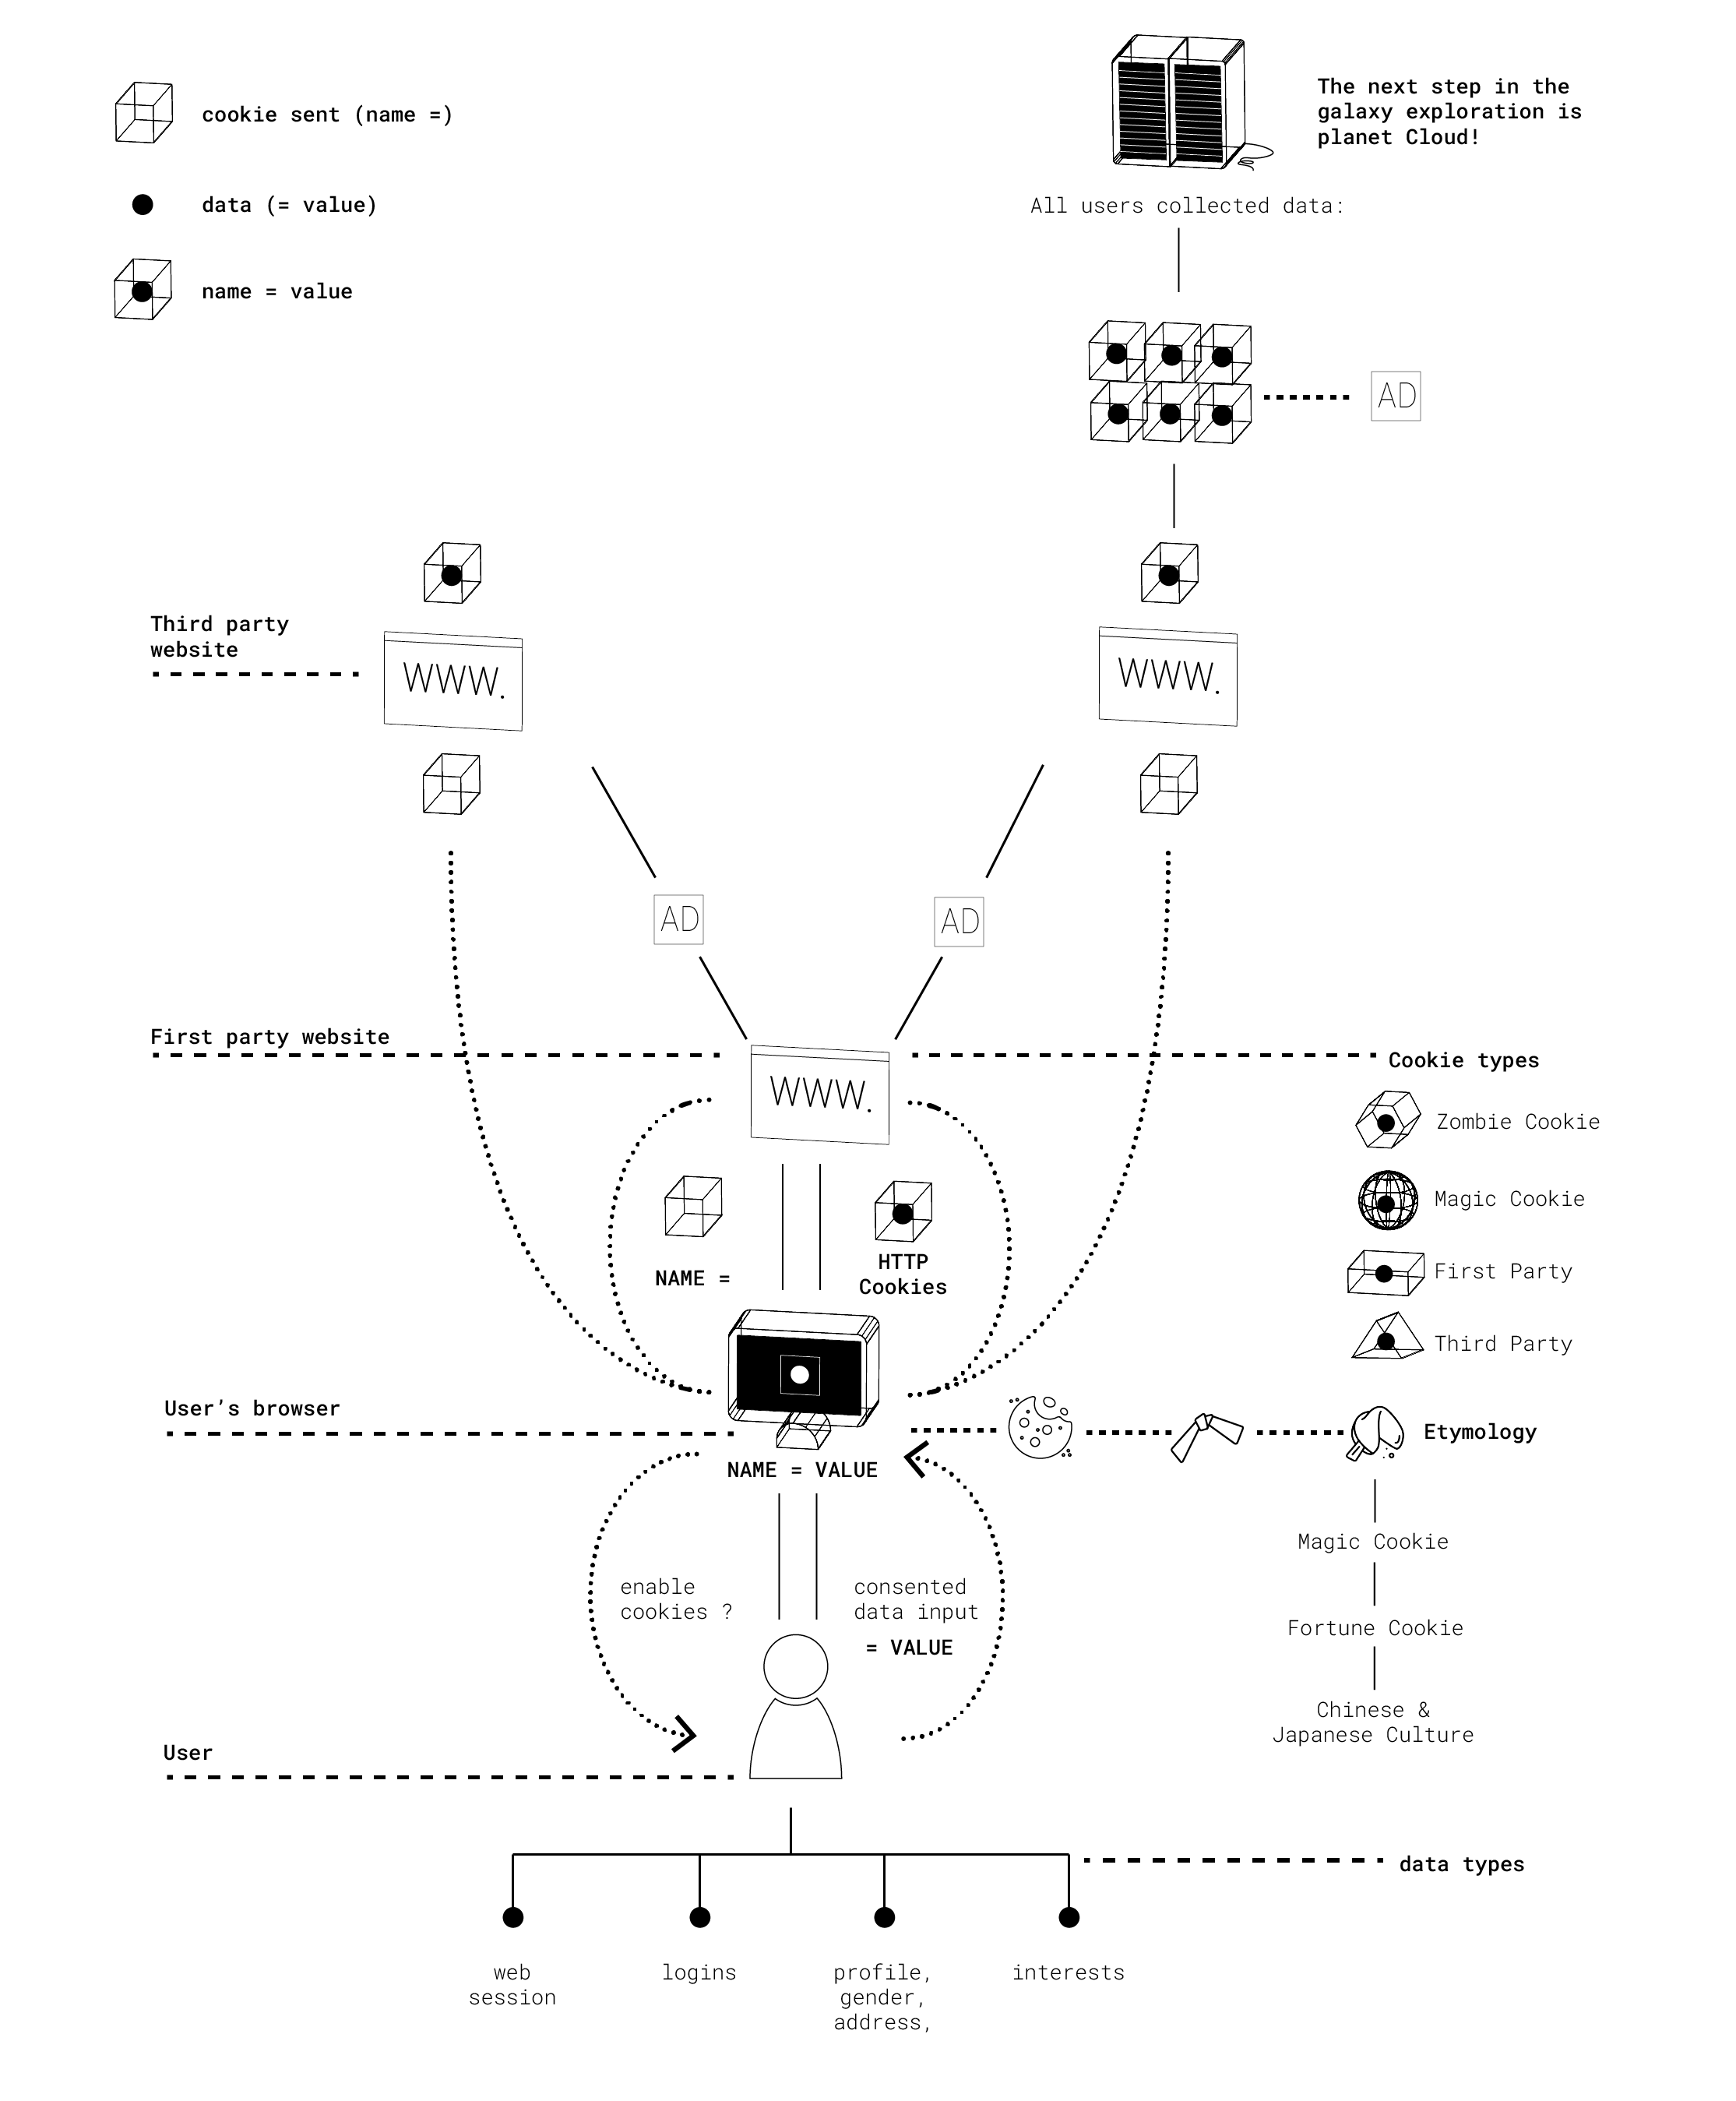 cookie sent (name =)
data (= value)
name = value
The next step in the
galaxy exploration is
planet Cloud!
All users collected data:
AD
Third party
website
WWW.
WWW.
AD
AD
First party website
WWW.
Cookie types
Zombie Cookie
Magic Cookie
First Party
Third Party
NAME =
HTTP
Cookies
User's browser
NAME = VALUE
Etymology
Magic Cookie
Fortune Cookie
Chinese &
Japanese Culture
enable
cookies ?
consented
data input
= VALUE
User
data types
web
session
logins
profile,
gender,
address,
interests